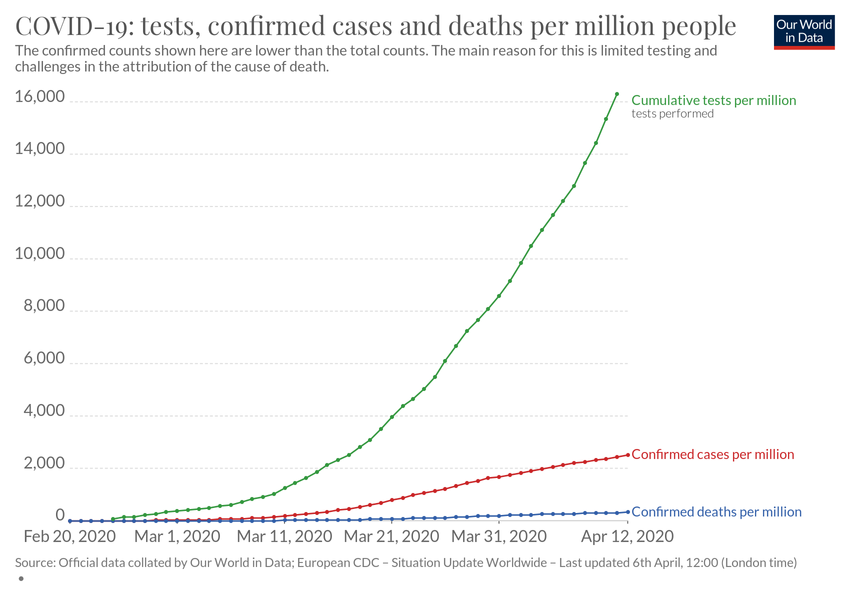 COVID-19: tests, confirmed cases and deaths per million people
Our World
in Data
The confirmed counts shown here are lower than the total counts. The main reason for this is limited testing and
challenges in the attribution of the cause of death.
16,000
Cumulative tests per million
tests performed
14,000
12,000
10,000
8,000
6,000
4,000
2,000
Confirmed cases per million
0
Confirmed deaths per million
Feb 20, 2020 Mar 1, 2020 Mar 11, 2020 Mar 21, 2020 Mar 31, 2020 Apr 12, 2020
Source: Official data collated by Our World in Data; European CDC – Situation Update Worldwide – Last updated 6th April, 12:00 (London time)
•